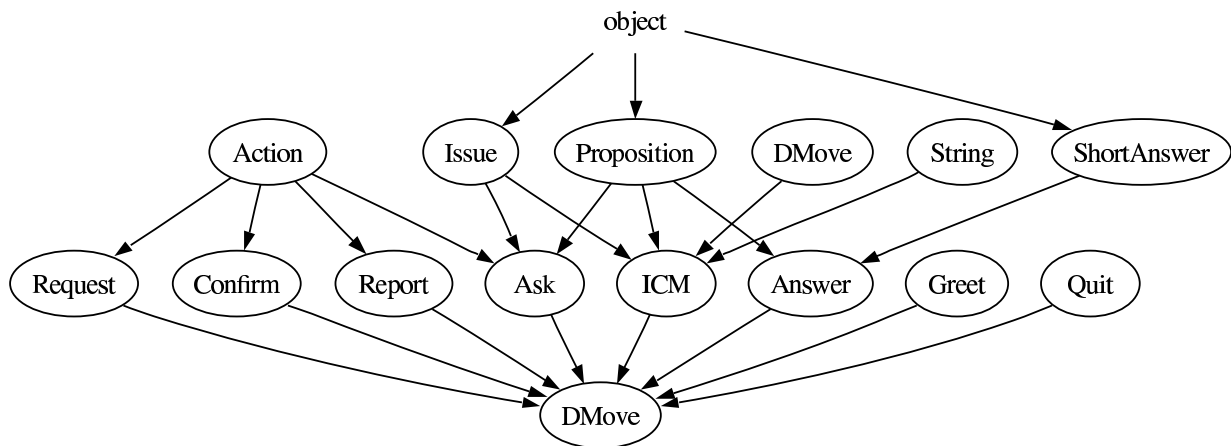 object
Action Issue Proposition DMove String ShortAnswer
Request Confirm Report Ask ICM Answer Greet Quit
DMove